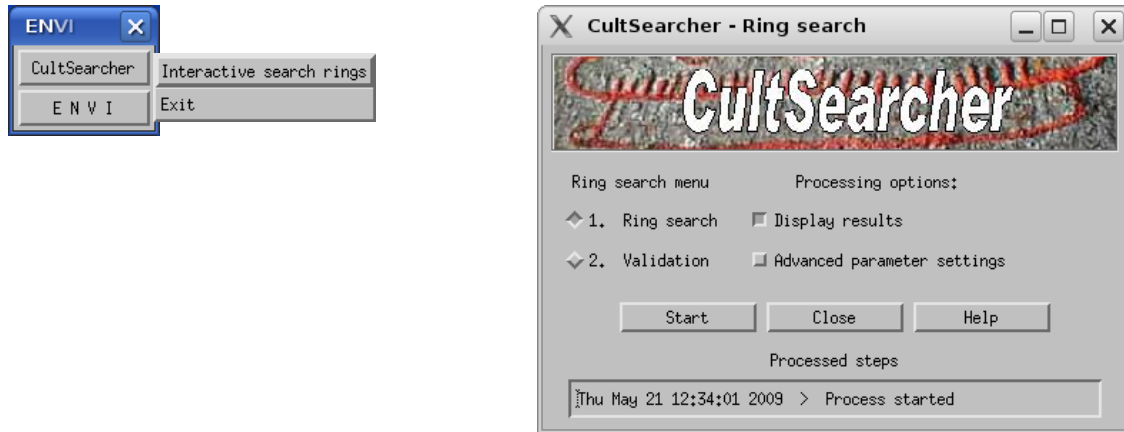 ENVI
CultSearcher
Interactive search rings
E N V I
Exit
CultSearcher - Ring search
CultSearcher
Ring search menu
Processing options:
1. Ring search
Display results
2. Validation
Advanced parameter settings
Start
Close
Help
Processed steps
Thu May 21 12:34:01 2009 > Process started